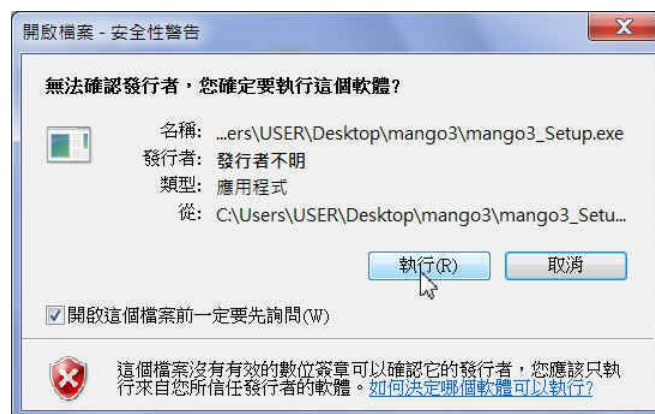 開啟檔案 - 安全性警告
無法確認發行者，您確定要執行這個軟體?
名稱: ...ers\USER\Desktop\mango3\mango3_Setup.exe
發行者: 發行者不明
類型: 應用程式
從: C:\Users\USER\Desktop\mango3\mango3_Setu...
執行(R) 取消
開啟這個檔案前一定要先詢問(W)
這個檔案沒有有效的數位簽章可以確認它的發行者，您應該只執
行來自您所信任發行者的軟體。如何決定哪個軟體可以執行?